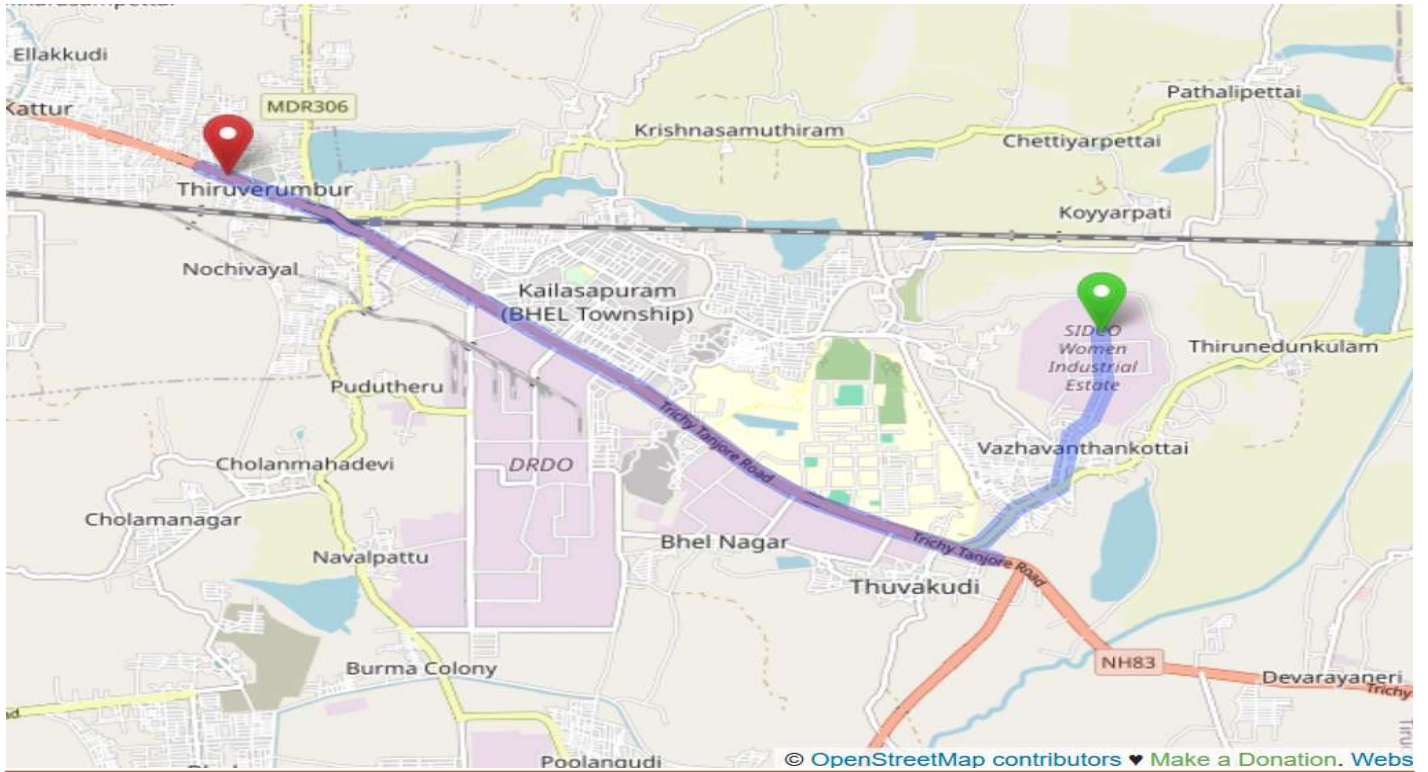 Ellakkudi
Kattur
MDR306
Pathalipettai
Krishnasamuthiram
Chettiyarpettai
Thiruverumbur
Koyyarpati
Nochivayal
Kailasapuram
(BHEL Township)
SIDCO
Women
Industrial
Estate
Thirunedunkulam
Pudutheru
Trichy Tanjore Road
Vazhavanthankottai
Cholanmahadevi
DRDO
Cholamanagar
Bhel Nagar
Trichy Tanjore Road
Navalpattu
Thuvakudi
NH83
Burma Colony
Devarayaneri
Trichy
Poolangudi
© OpenStreetMap contributors ♥ Make a Donation. Webs